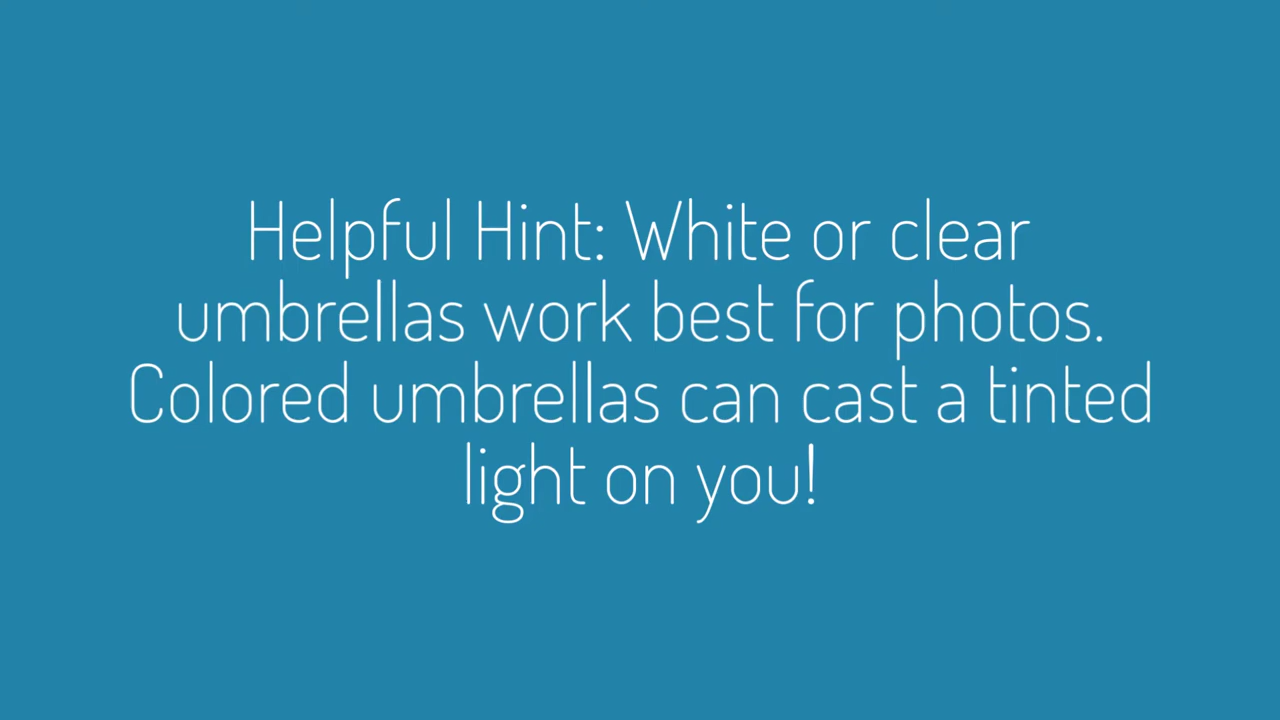 Helpful Hint: White or clear
umbrellas work best for photos.
Colored umbrellas can cast a tinted
light on you!